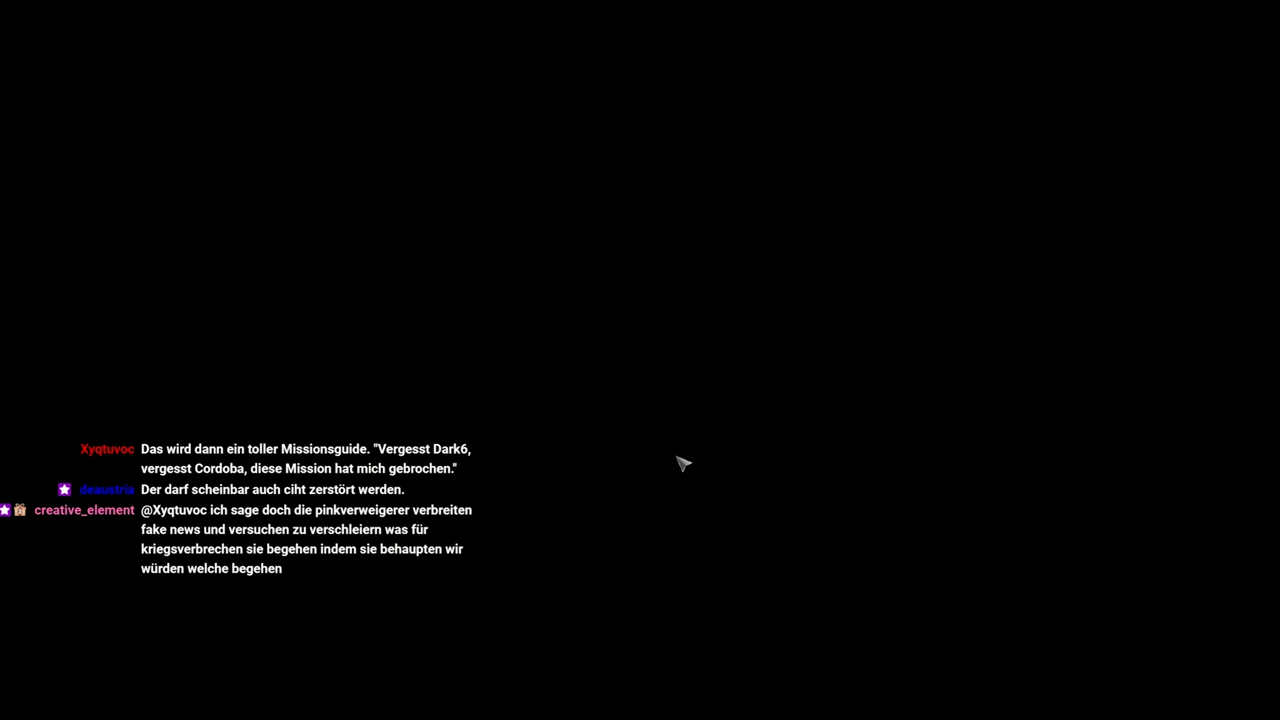 Xyqtuvoc Das wird dann ein toller Missionsguide. "Vergesst Dark6,
vergesst Cordoba, diese Mission hat mich gebrochen."
deaustria Der darf scheinbar auch ciht zerstört werden.
creative_element @Xyqtuvoc ich sage doch die pinkverweigerer verbreiten
fake news und versuchen zu verschleiern was für
kriegsverbrechen sie begehen indem sie behaupten wir
würden welche begehen